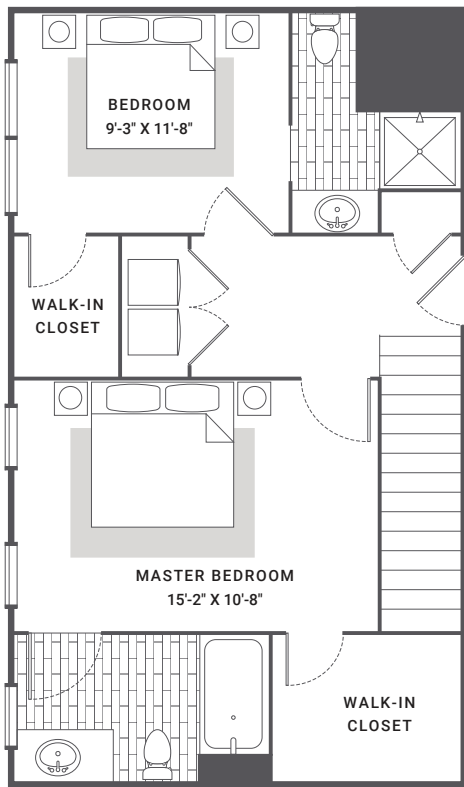 BEDROOM
9'-3" X 11'-8"
WALK-IN
CLOSET
MASTER BEDROOM
15'-2" X 10'-8"
WALK-IN
CLOSET